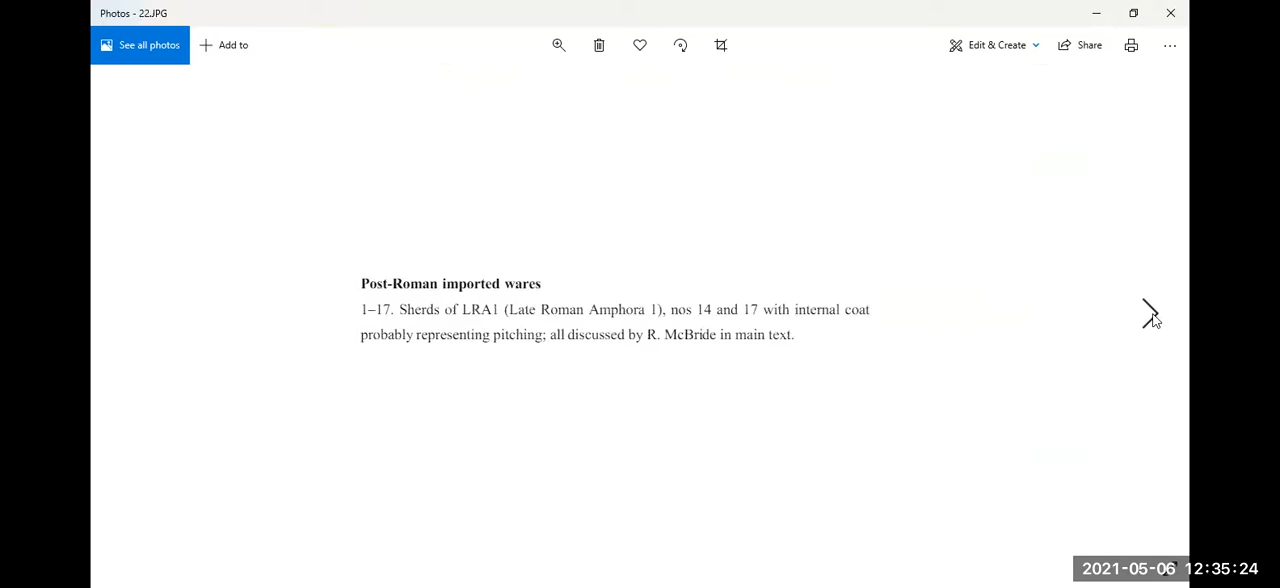 Photos - 22.JPG
See all photos
Add to
Edit & Create
Share
Post-Roman imported wares
1–17. Sherds of LRA1 (Late Roman Amphora 1), nos 14 and 17 with internal coat
probably representing pitching; all discussed by R. McBride in main text.
2021-05-06 12:35:24